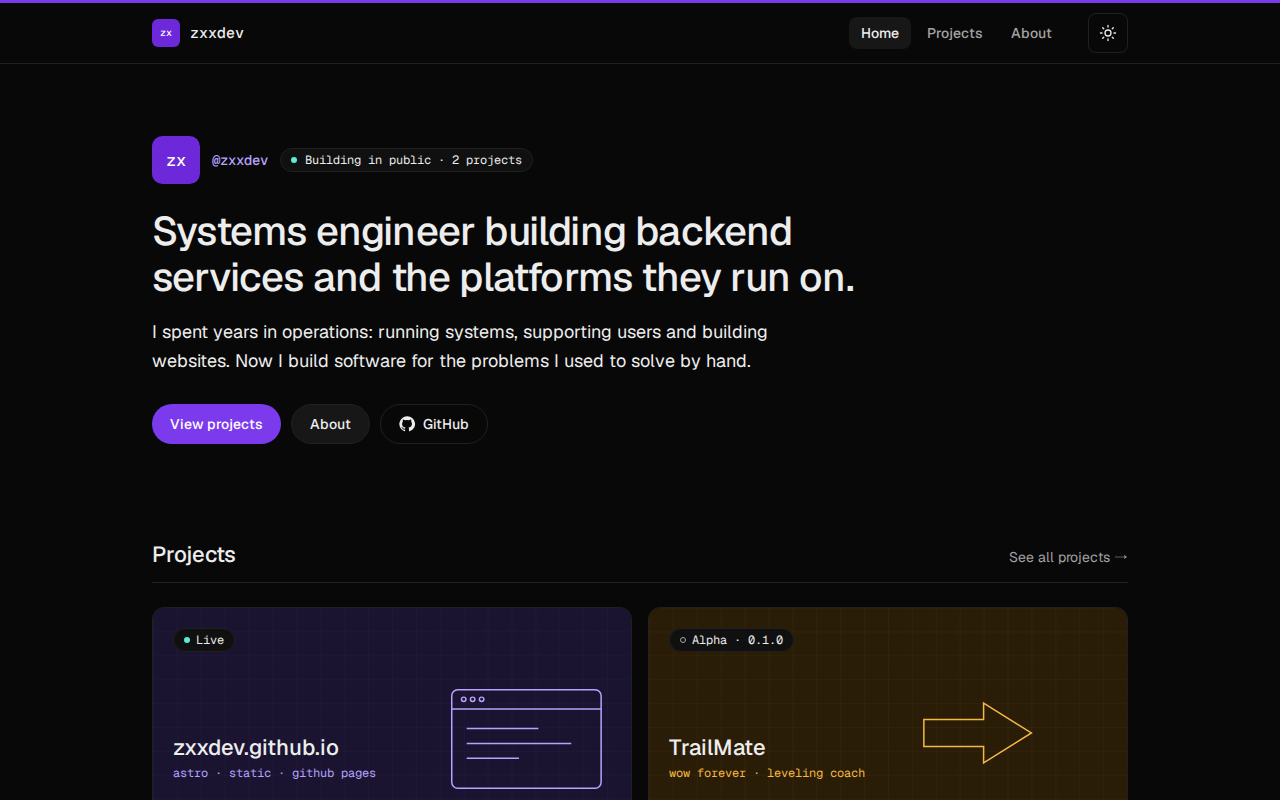 zx zxxdev Home Projects About
zx @zxxdev Building in public · 2 projects
Systems engineer building backend
services and the platforms they run on.
I spent years in operations: running systems, supporting users and building
websites. Now I build software for the problems I used to solve by hand.
View projects About GitHub
Projects See all projects →
Live
zxxdev.github.io
astro · static · github pages
Alpha · 0.1.0
TrailMate
wow forever · leveling coach